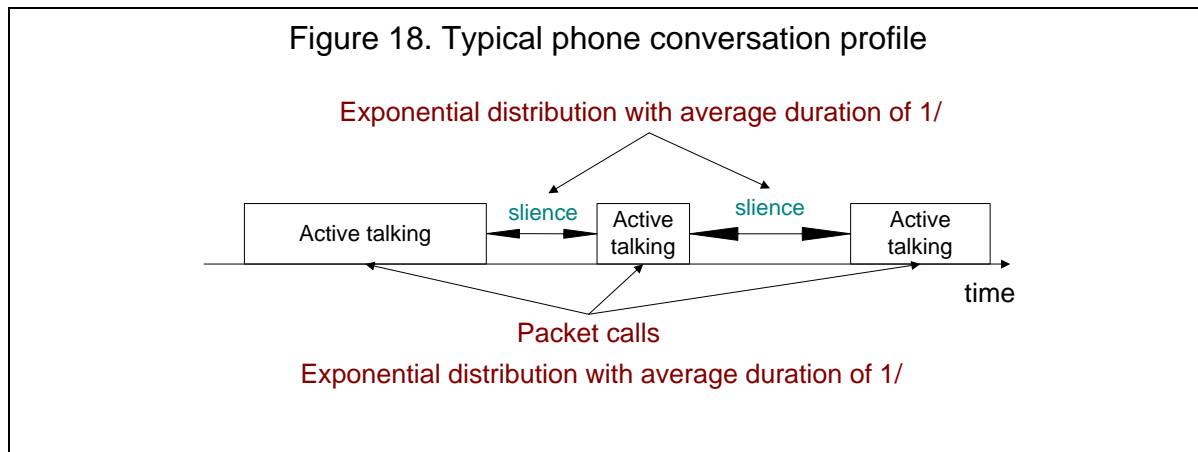 Figure 18. Typical phone conversation profile
Exponential distribution with average duration of 1/
slience
slience
Active talking
Active
talking
Active
talking
time
Packet calls
Exponential distribution with average duration of 1/